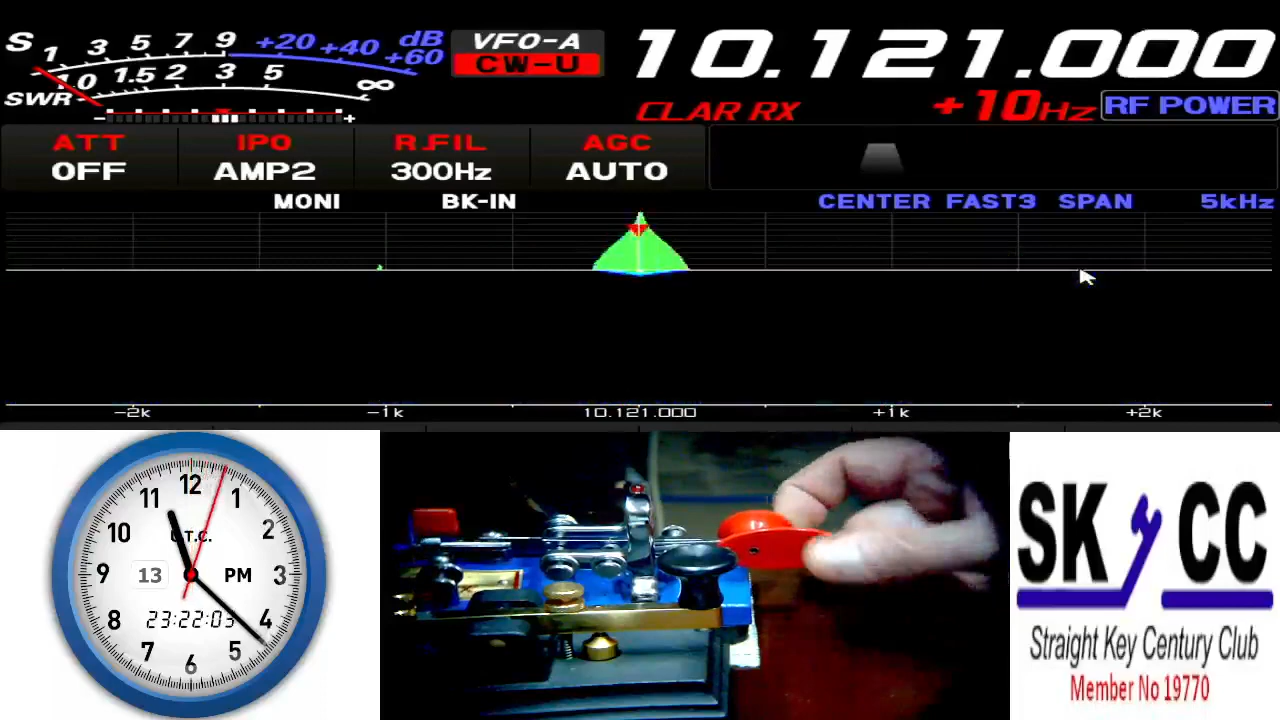 S 1 3 5 7 9 +20 +40 +60 dB
1.0 1.5 2 3 5 ∞
SWR
− +
VFO-A
CW-U
10.121.000
CLAR RX +10Hz RF POWER
ATT IPO R.FIL AGC
OFF AMP2 300Hz AUTO
MONI BK-IN CENTER FAST3 SPAN 5kHz
-2k -1k 10.121.000 +1k +2k
12
11 1
10 U.T.C. 2
9 13 PM 3
8 23:22:03 4
7 5
6
SK CC
Straight Key Century Club
Member No 19770